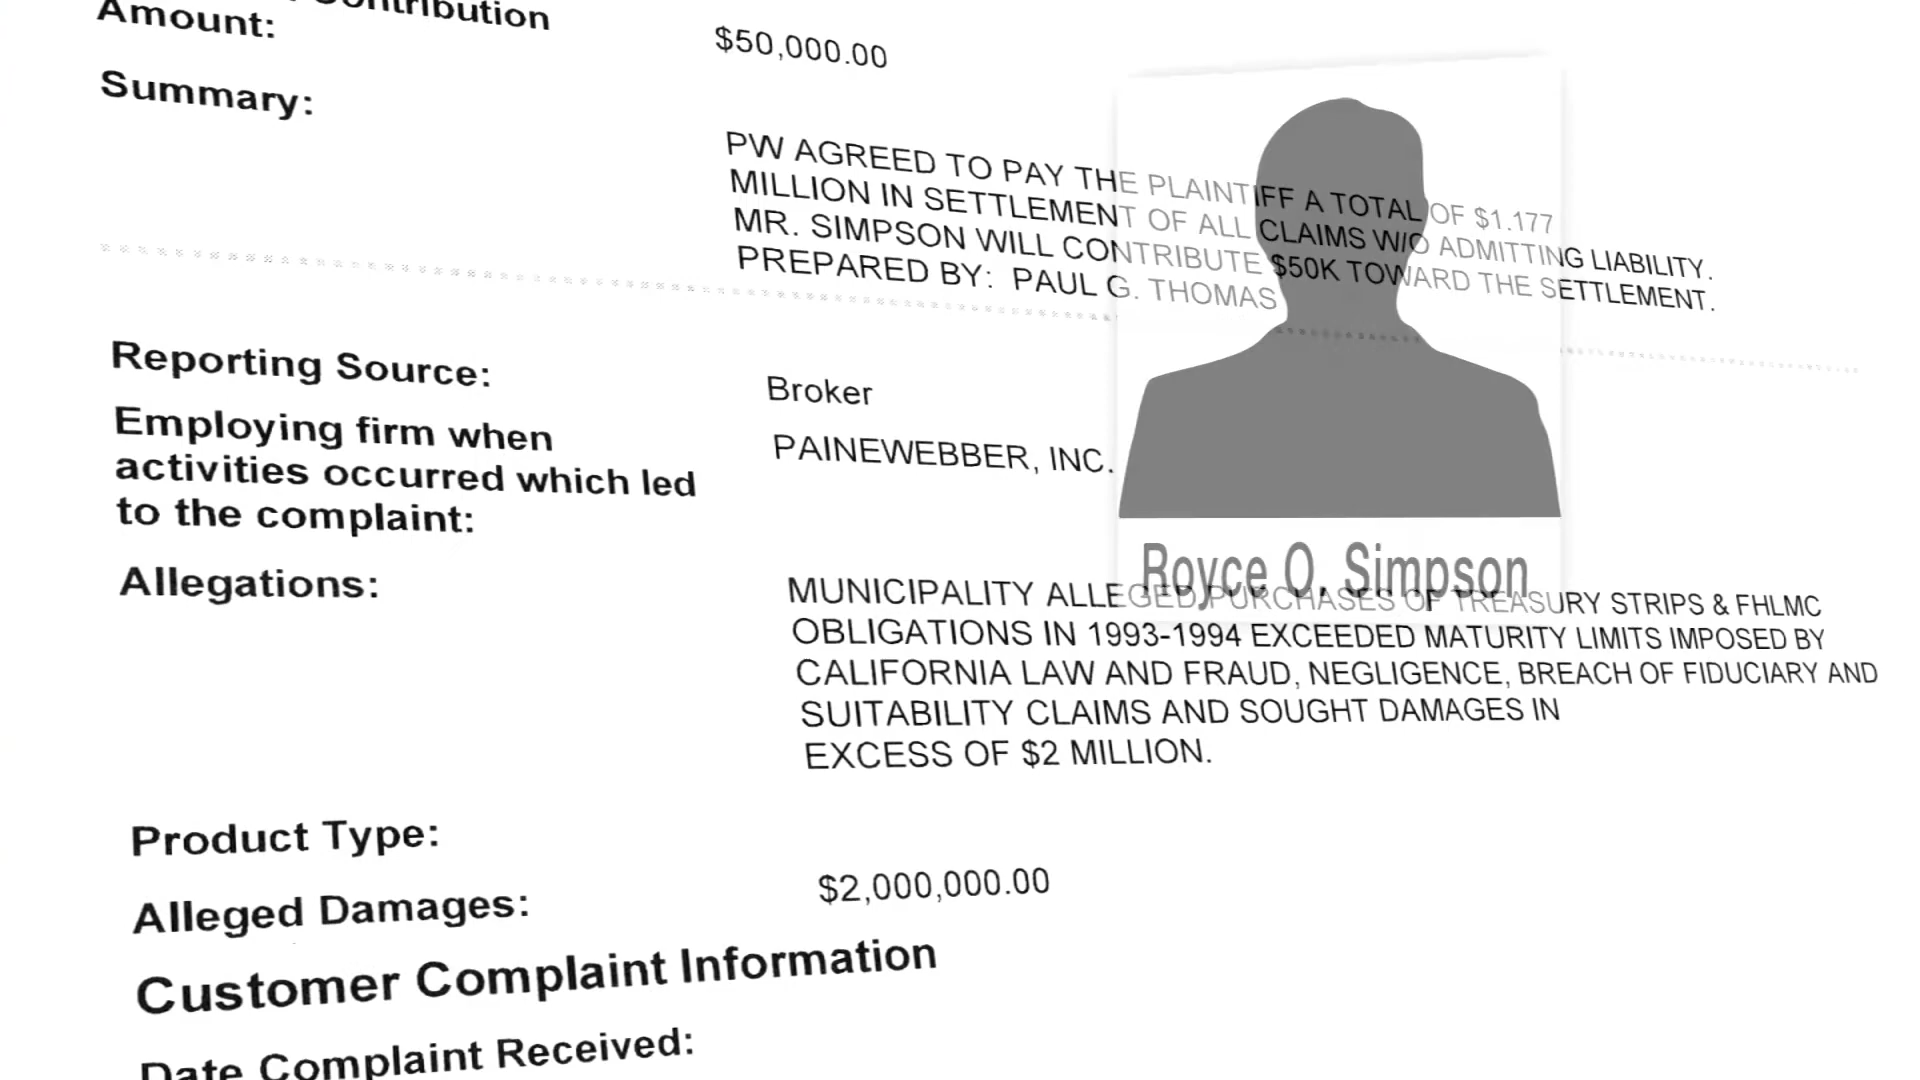 Contribution
Amount:
$50,000.00
Summary:
PW AGREED TO PAY THE PLAINTIFF A TOTAL OF $1.177
MILLION IN SETTLEMENT OF ALL CLAIMS W/O ADMITTING LIABILITY.
MR. SIMPSON WILL CONTRIBUTE $50K TOWARD THE SETTLEMENT.
PREPARED BY: PAUL G. THOMAS
Reporting Source:
Broker
Employing firm when
activities occurred which led
to the complaint:
PAINEWEBBER, INC.
Royce O. Simpson
Allegations:
MUNICIPALITY ALLEGED PURCHASES OF TREASURY STRIPS & FHLMC
OBLIGATIONS IN 1993-1994 EXCEEDED MATURITY LIMITS IMPOSED BY
CALIFORNIA LAW AND FRAUD, NEGLIGENCE, BREACH OF FIDUCIARY AND
SUITABILITY CLAIMS AND SOUGHT DAMAGES IN
EXCESS OF $2 MILLION.
Product Type:
Alleged Damages:
$2,000,000.00
Customer Complaint Information
Date Complaint Received: